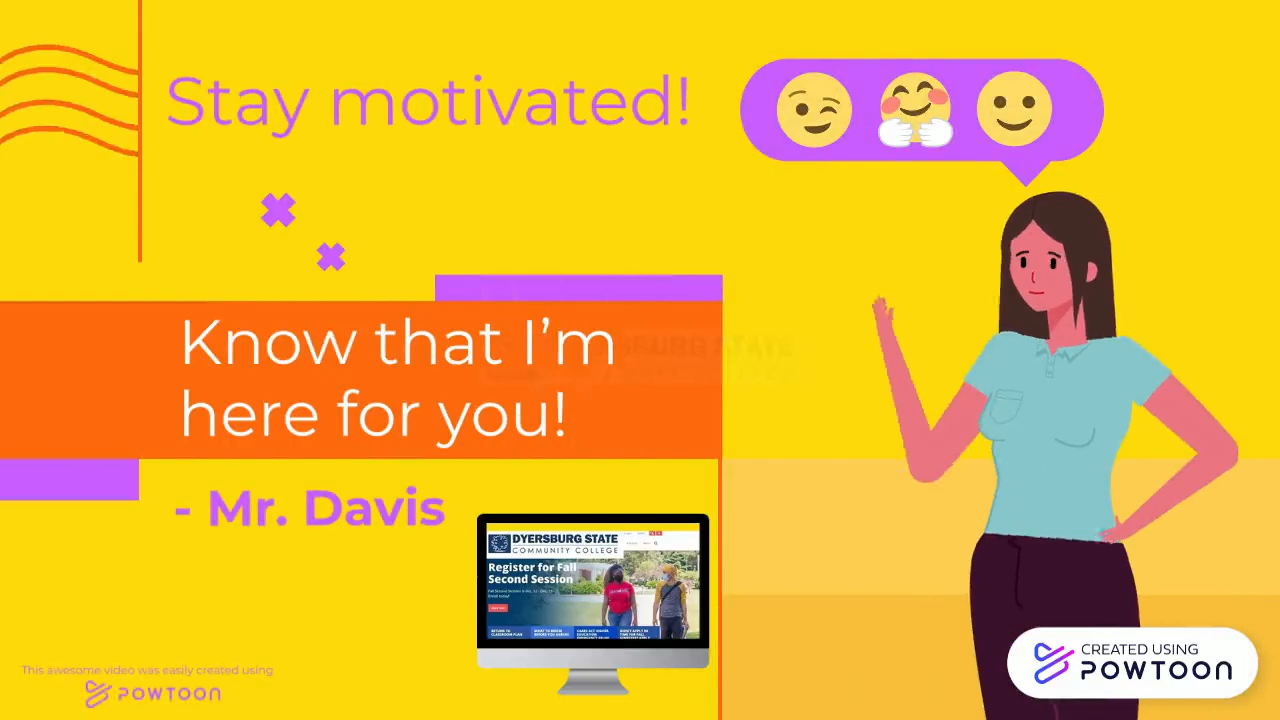 Stay motivated!
Know that I'm
here for you!
- Mr. Davis
DYERSBURG STATE
COMMUNITY COLLEGE
Register for Fall
Second Session
This awesome video was easily created using
POWTOON
CREATED USING
POWTOON